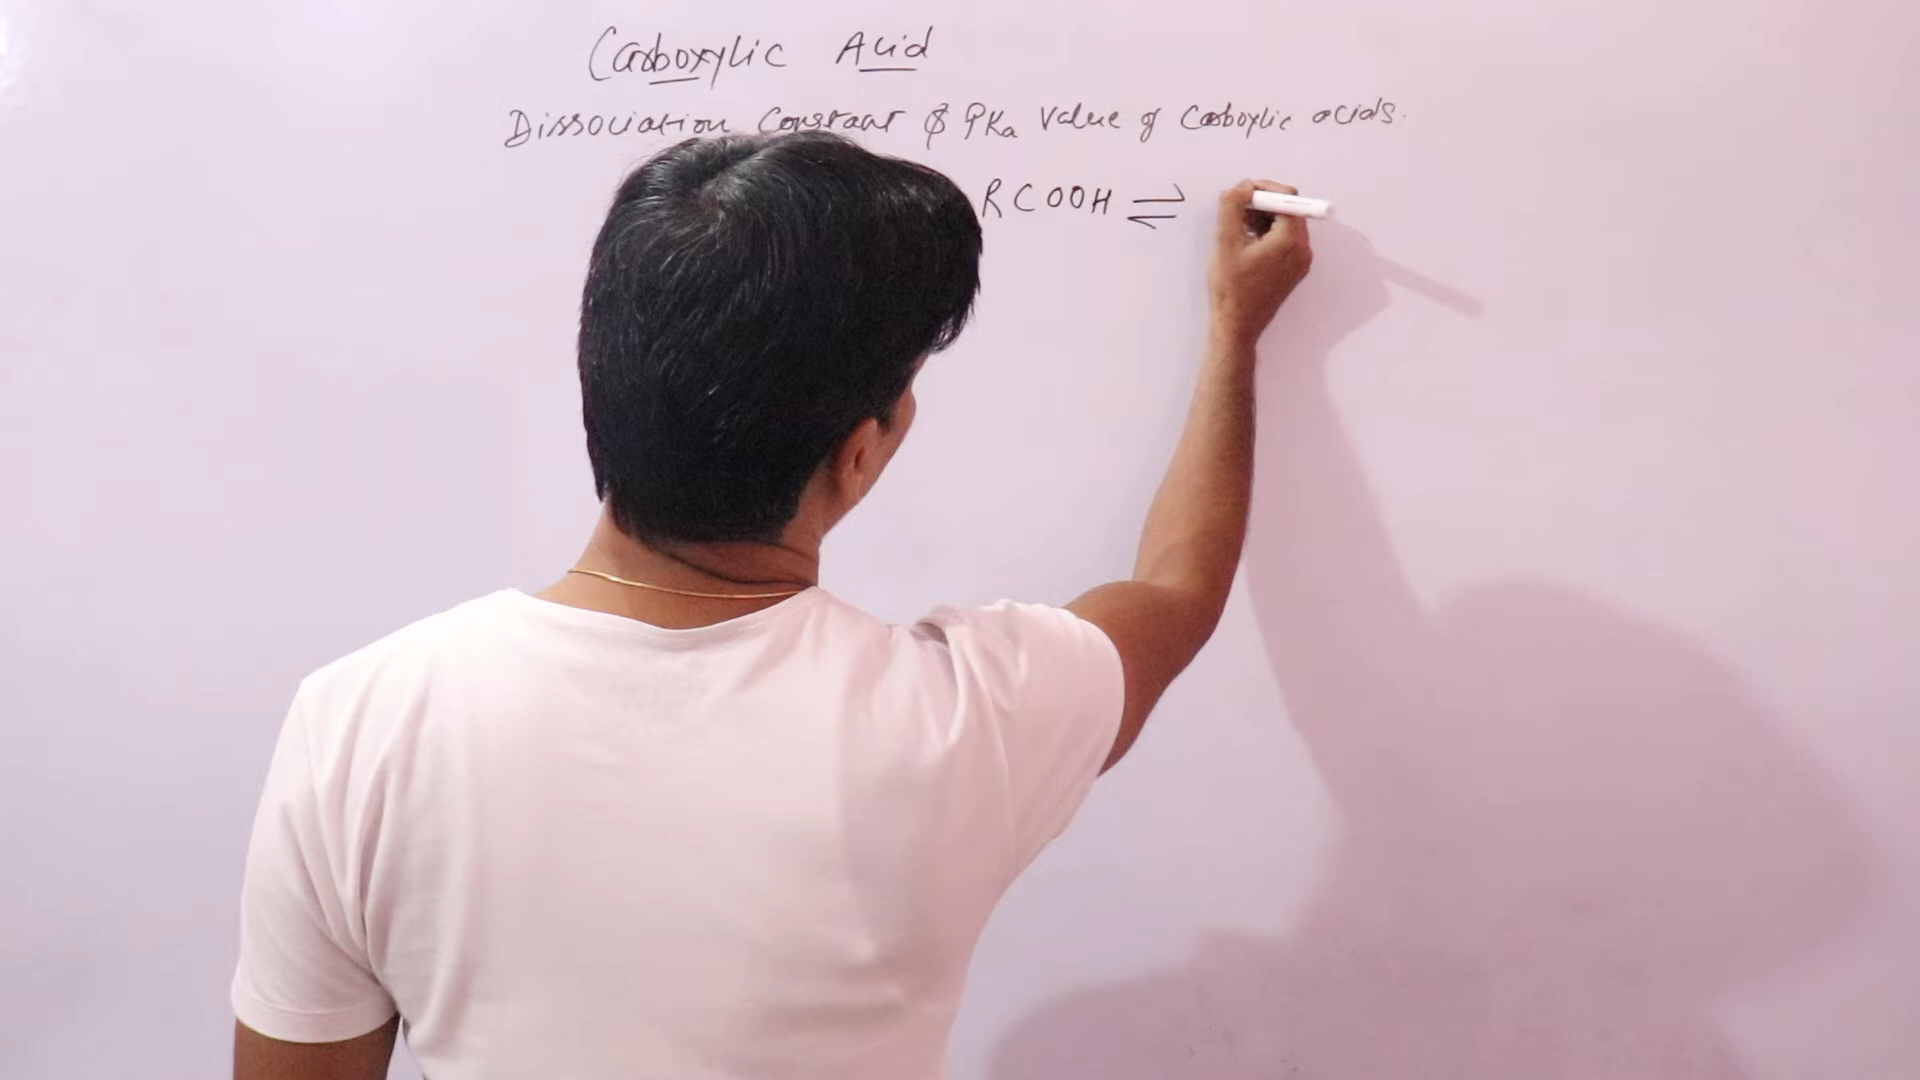 Carboxylic Acid
Dissociation Constant & PKa Value of Carboxylic acids.
RCOOH ⇌